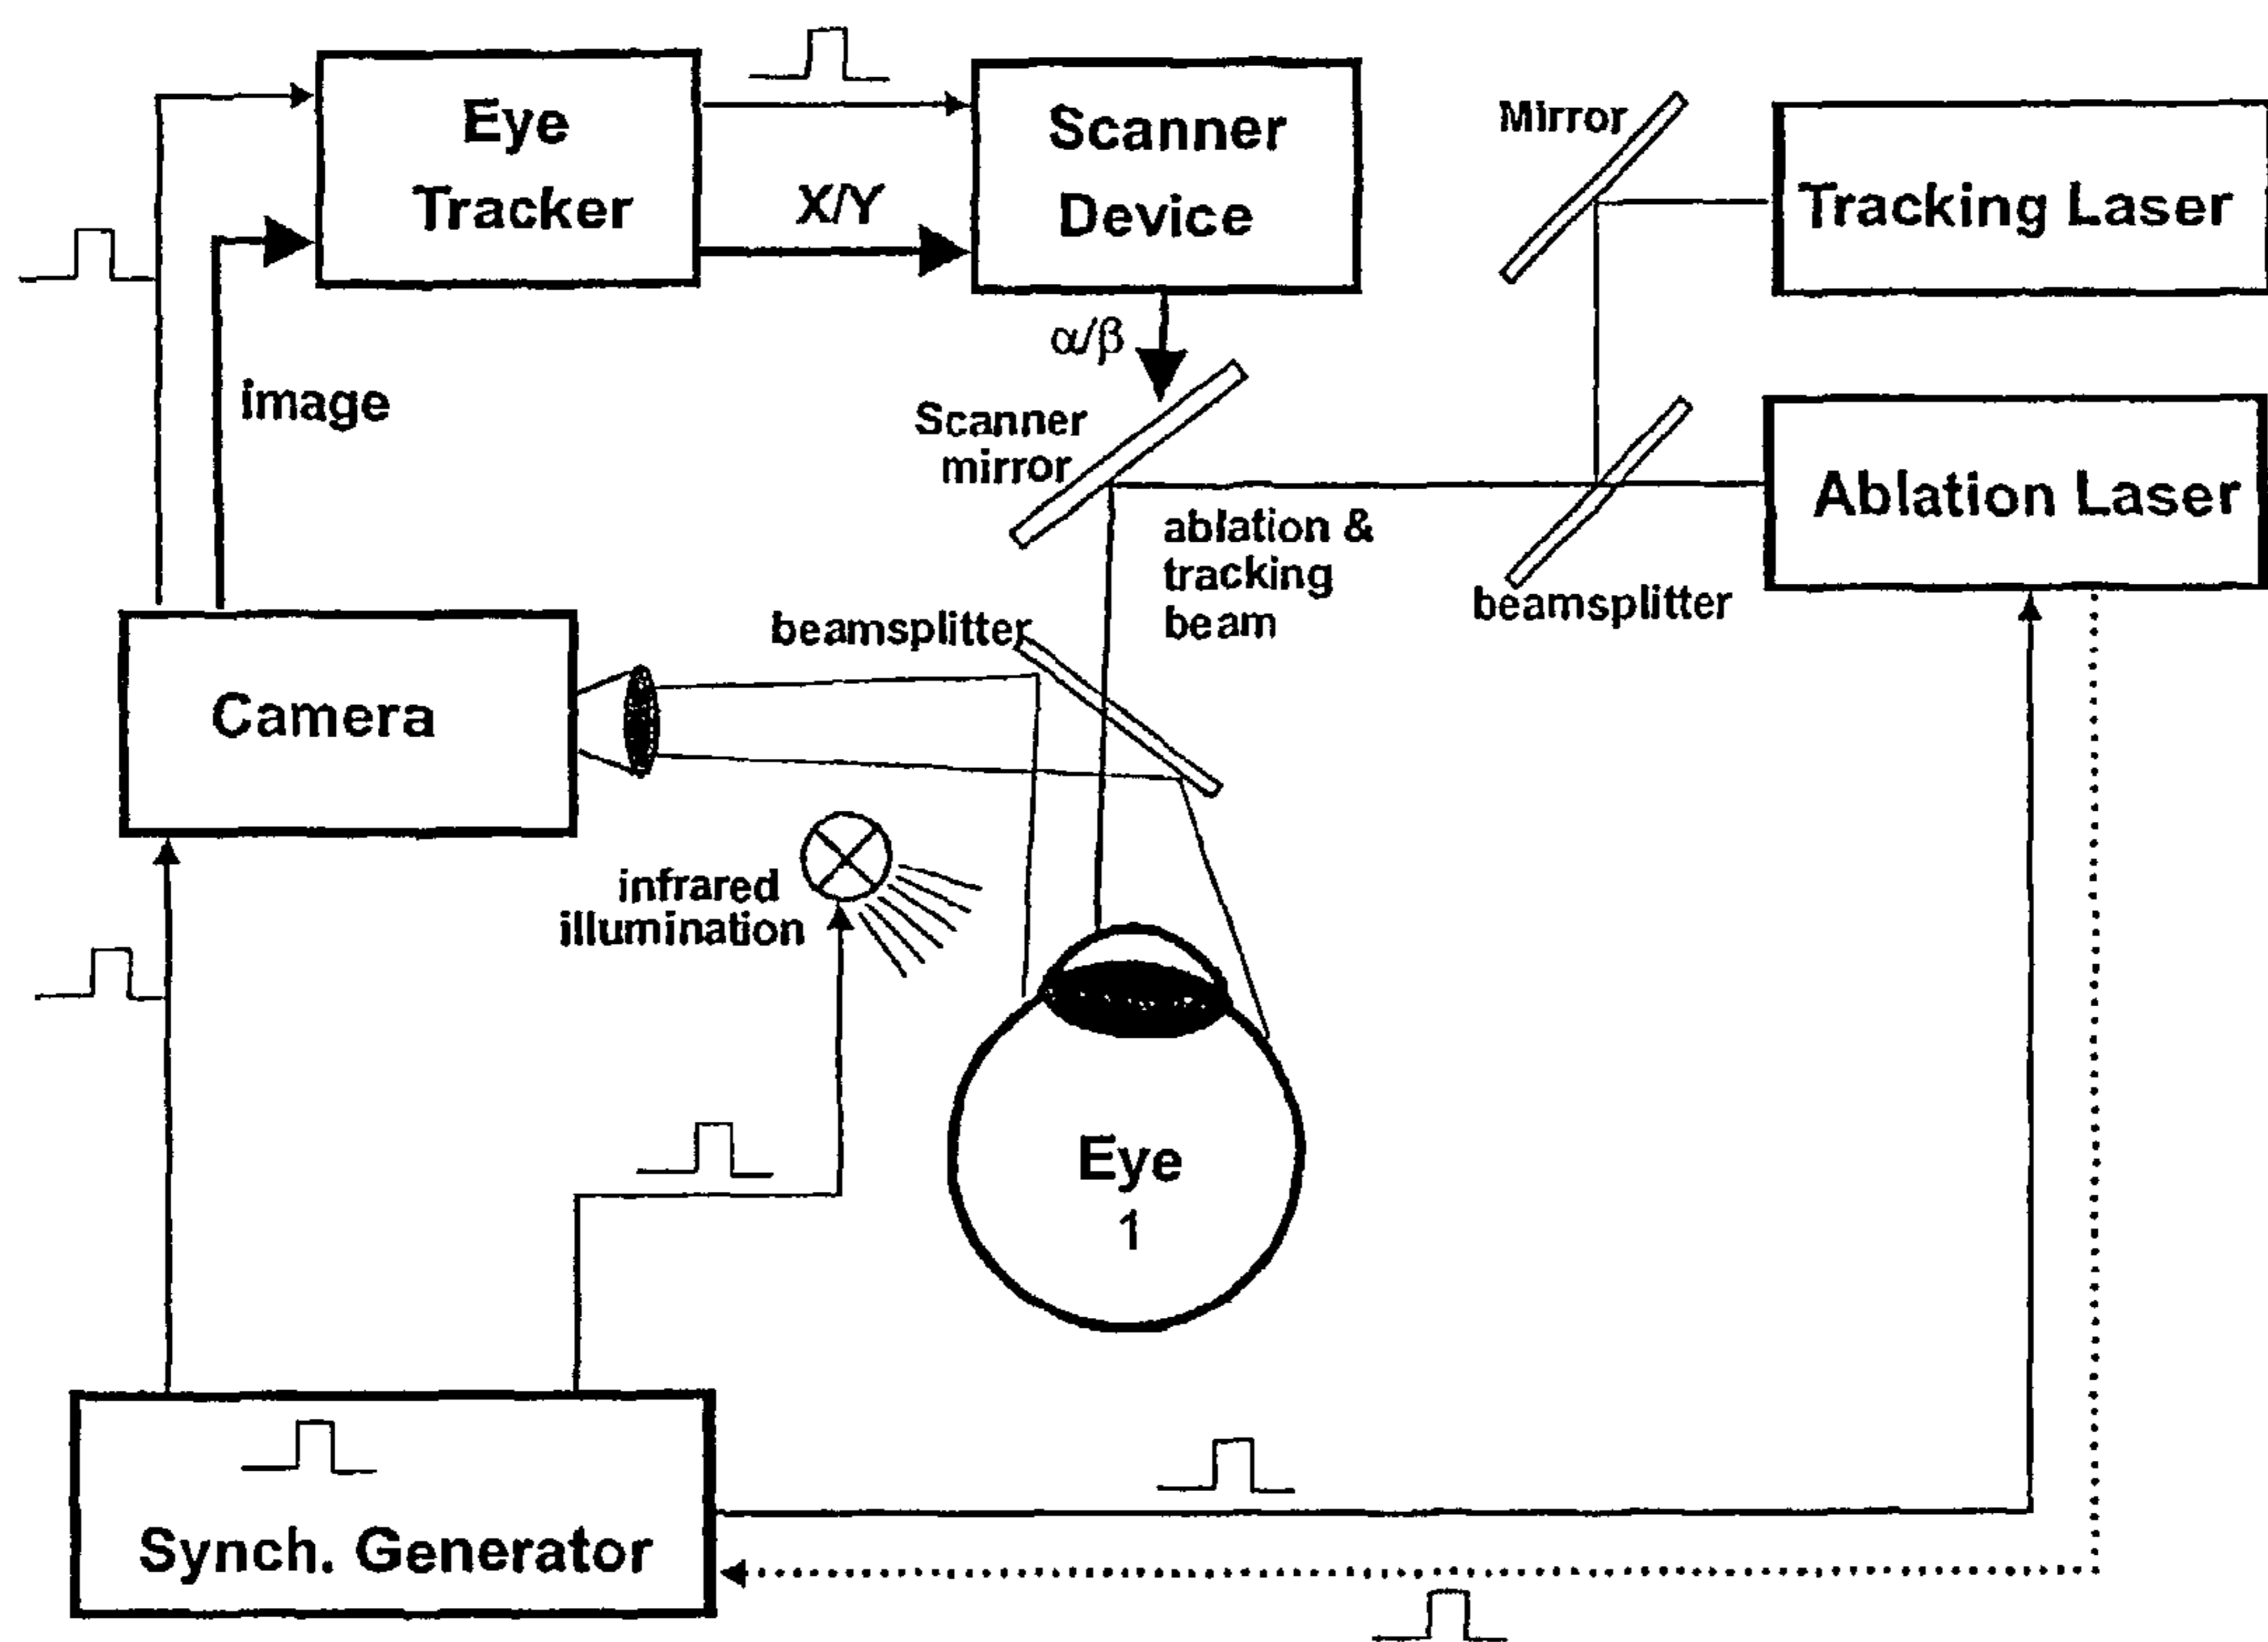 Eye
Tracker
X/Y
Scanner
Device
Mirror
Tracking Laser
α/β
image
Scanner
mirror
Ablation Laser
ablation &
tracking
beam
beamsplitter
beamsplitter
Camera
infrared
illumination
Eye
1
Synch. Generator